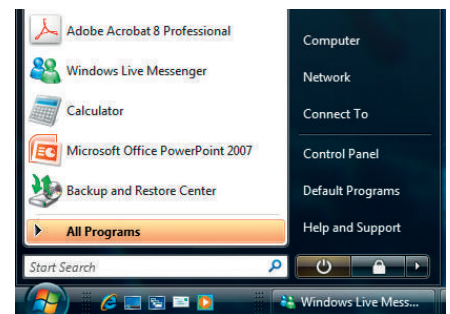 Adobe Acrobat 8 Professional
Windows Live Messenger
Calculator
Microsoft Office PowerPoint 2007
Backup and Restore Center
All Programs
Start Search
Computer
Network
Connect To
Control Panel
Default Programs
Help and Support
Windows Live Mess...